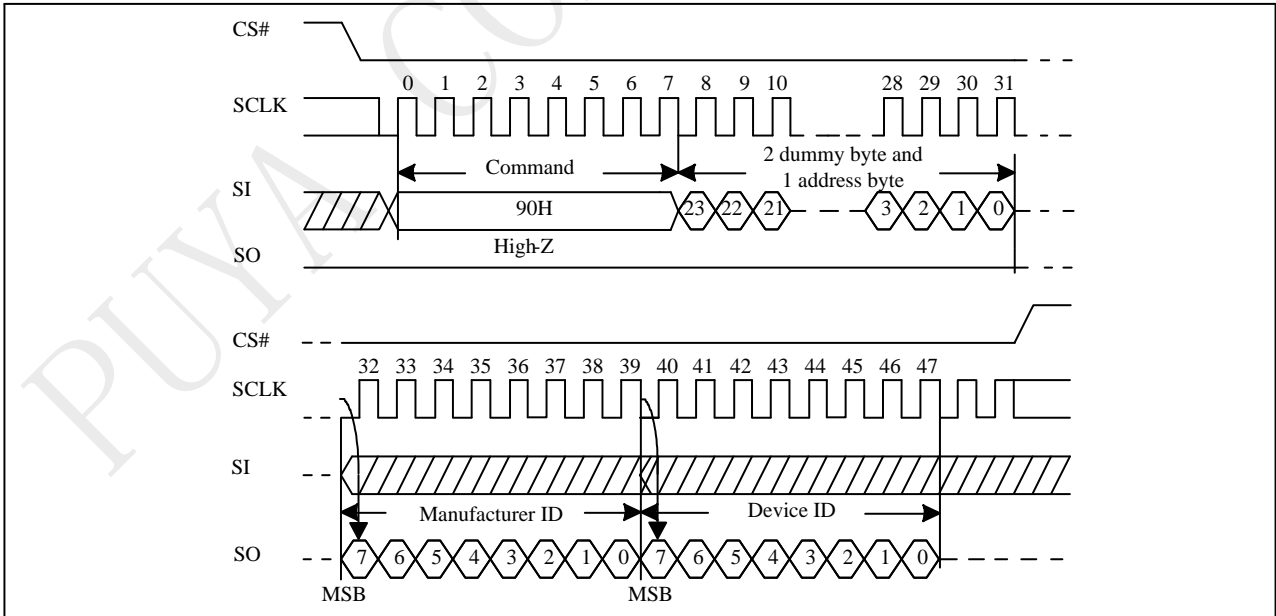 CS#
0 1 2 3 4 5 6 7 8 9 10 28 29 30 31
SCLK
Command
2 dummy byte and
1 address byte
SI
90H
23 22 21 3 2 1 0
High-Z
SO
CS#
32 33 34 35 36 37 38 39 40 41 42 43 44 45 46 47
SCLK
SI
Manufacturer ID Device ID
SO
7 6 5 4 3 2 1 0 7 6 5 4 3 2 1 0
MSB MSB
PUYA